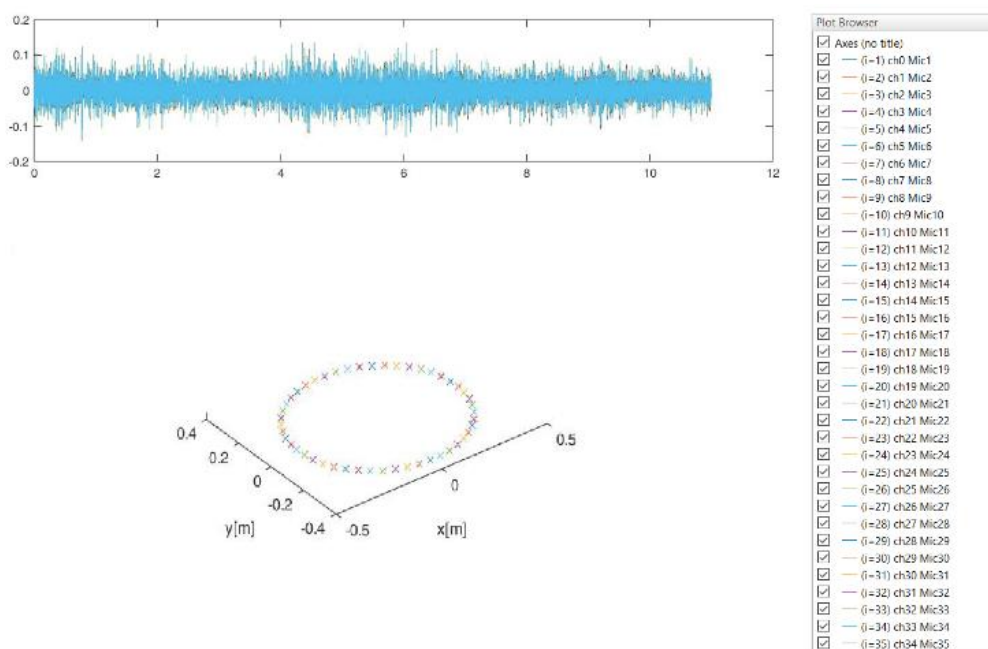 0.2
0.1
0
-0.1
-0.2
0 2 4 6 8 10 12
0.4
0.2
0
-0.2
-0.4
y[m]
-0.5
0
0.5
x[m]
Plot Browser
Axes (no title)
(i=1) ch0 Mic1
(i=2) ch1 Mic2
(i=3) ch2 Mic3
(i=4) ch3 Mic4
(i=5) ch4 Mic5
(i=6) ch5 Mic6
(i=7) ch6 Mic7
(i=8) ch7 Mic8
(i=9) ch8 Mic9
(i=10) ch9 Mic10
(i=11) ch10 Mic11
(i=12) ch11 Mic12
(i=13) ch12 Mic13
(i=14) ch13 Mic14
(i=15) ch14 Mic15
(i=16) ch15 Mic16
(i=17) ch16 Mic17
(i=18) ch17 Mic18
(i=19) ch18 Mic19
(i=20) ch19 Mic20
(i=21) ch20 Mic21
(i=22) ch21 Mic22
(i=23) ch22 Mic23
(i=24) ch23 Mic24
(i=25) ch24 Mic25
(i=26) ch25 Mic26
(i=27) ch26 Mic27
(i=28) ch27 Mic28
(i=29) ch28 Mic29
(i=30) ch29 Mic30
(i=31) ch30 Mic31
(i=32) ch31 Mic32
(i=33) ch32 Mic33
(i=34) ch33 Mic34
(i=35) ch34 Mic35